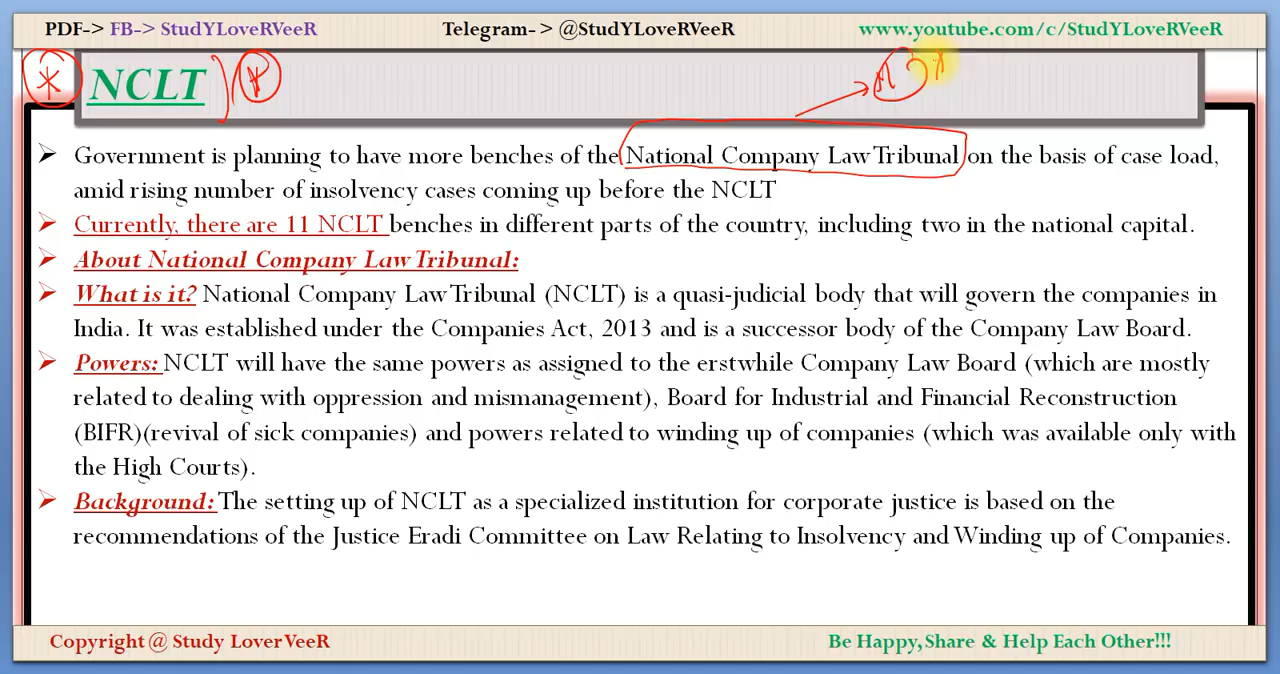 PDF-> FB-> StudYLoveRVeeR Telegram- > @StudYLoveRVeeR www.youtube.com/c/StudYLoveRVeeR
NCLT
Government is planning to have more benches of the National Company Law Tribunal on the basis of case load,
amid rising number of insolvency cases coming up before the NCLT
Currently, there are 11 NCLT benches in different parts of the country, including two in the national capital.
About National Company Law Tribunal:
What is it? National Company Law Tribunal (NCLT) is a quasi-judicial body that will govern the companies in
India. It was established under the Companies Act, 2013 and is a successor body of the Company Law Board.
Powers: NCLT will have the same powers as assigned to the erstwhile Company Law Board (which are mostly
related to dealing with oppression and mismanagement), Board for Industrial and Financial Reconstruction
(BIFR)(revival of sick companies) and powers related to winding up of companies (which was available only with
the High Courts).
Background: The setting up of NCLT as a specialized institution for corporate justice is based on the
recommendations of the Justice Eradi Committee on Law Relating to Insolvency and Winding up of Companies.
Copyright @ Study Lover VeeR Be Happy, Share & Help Each Other!!!